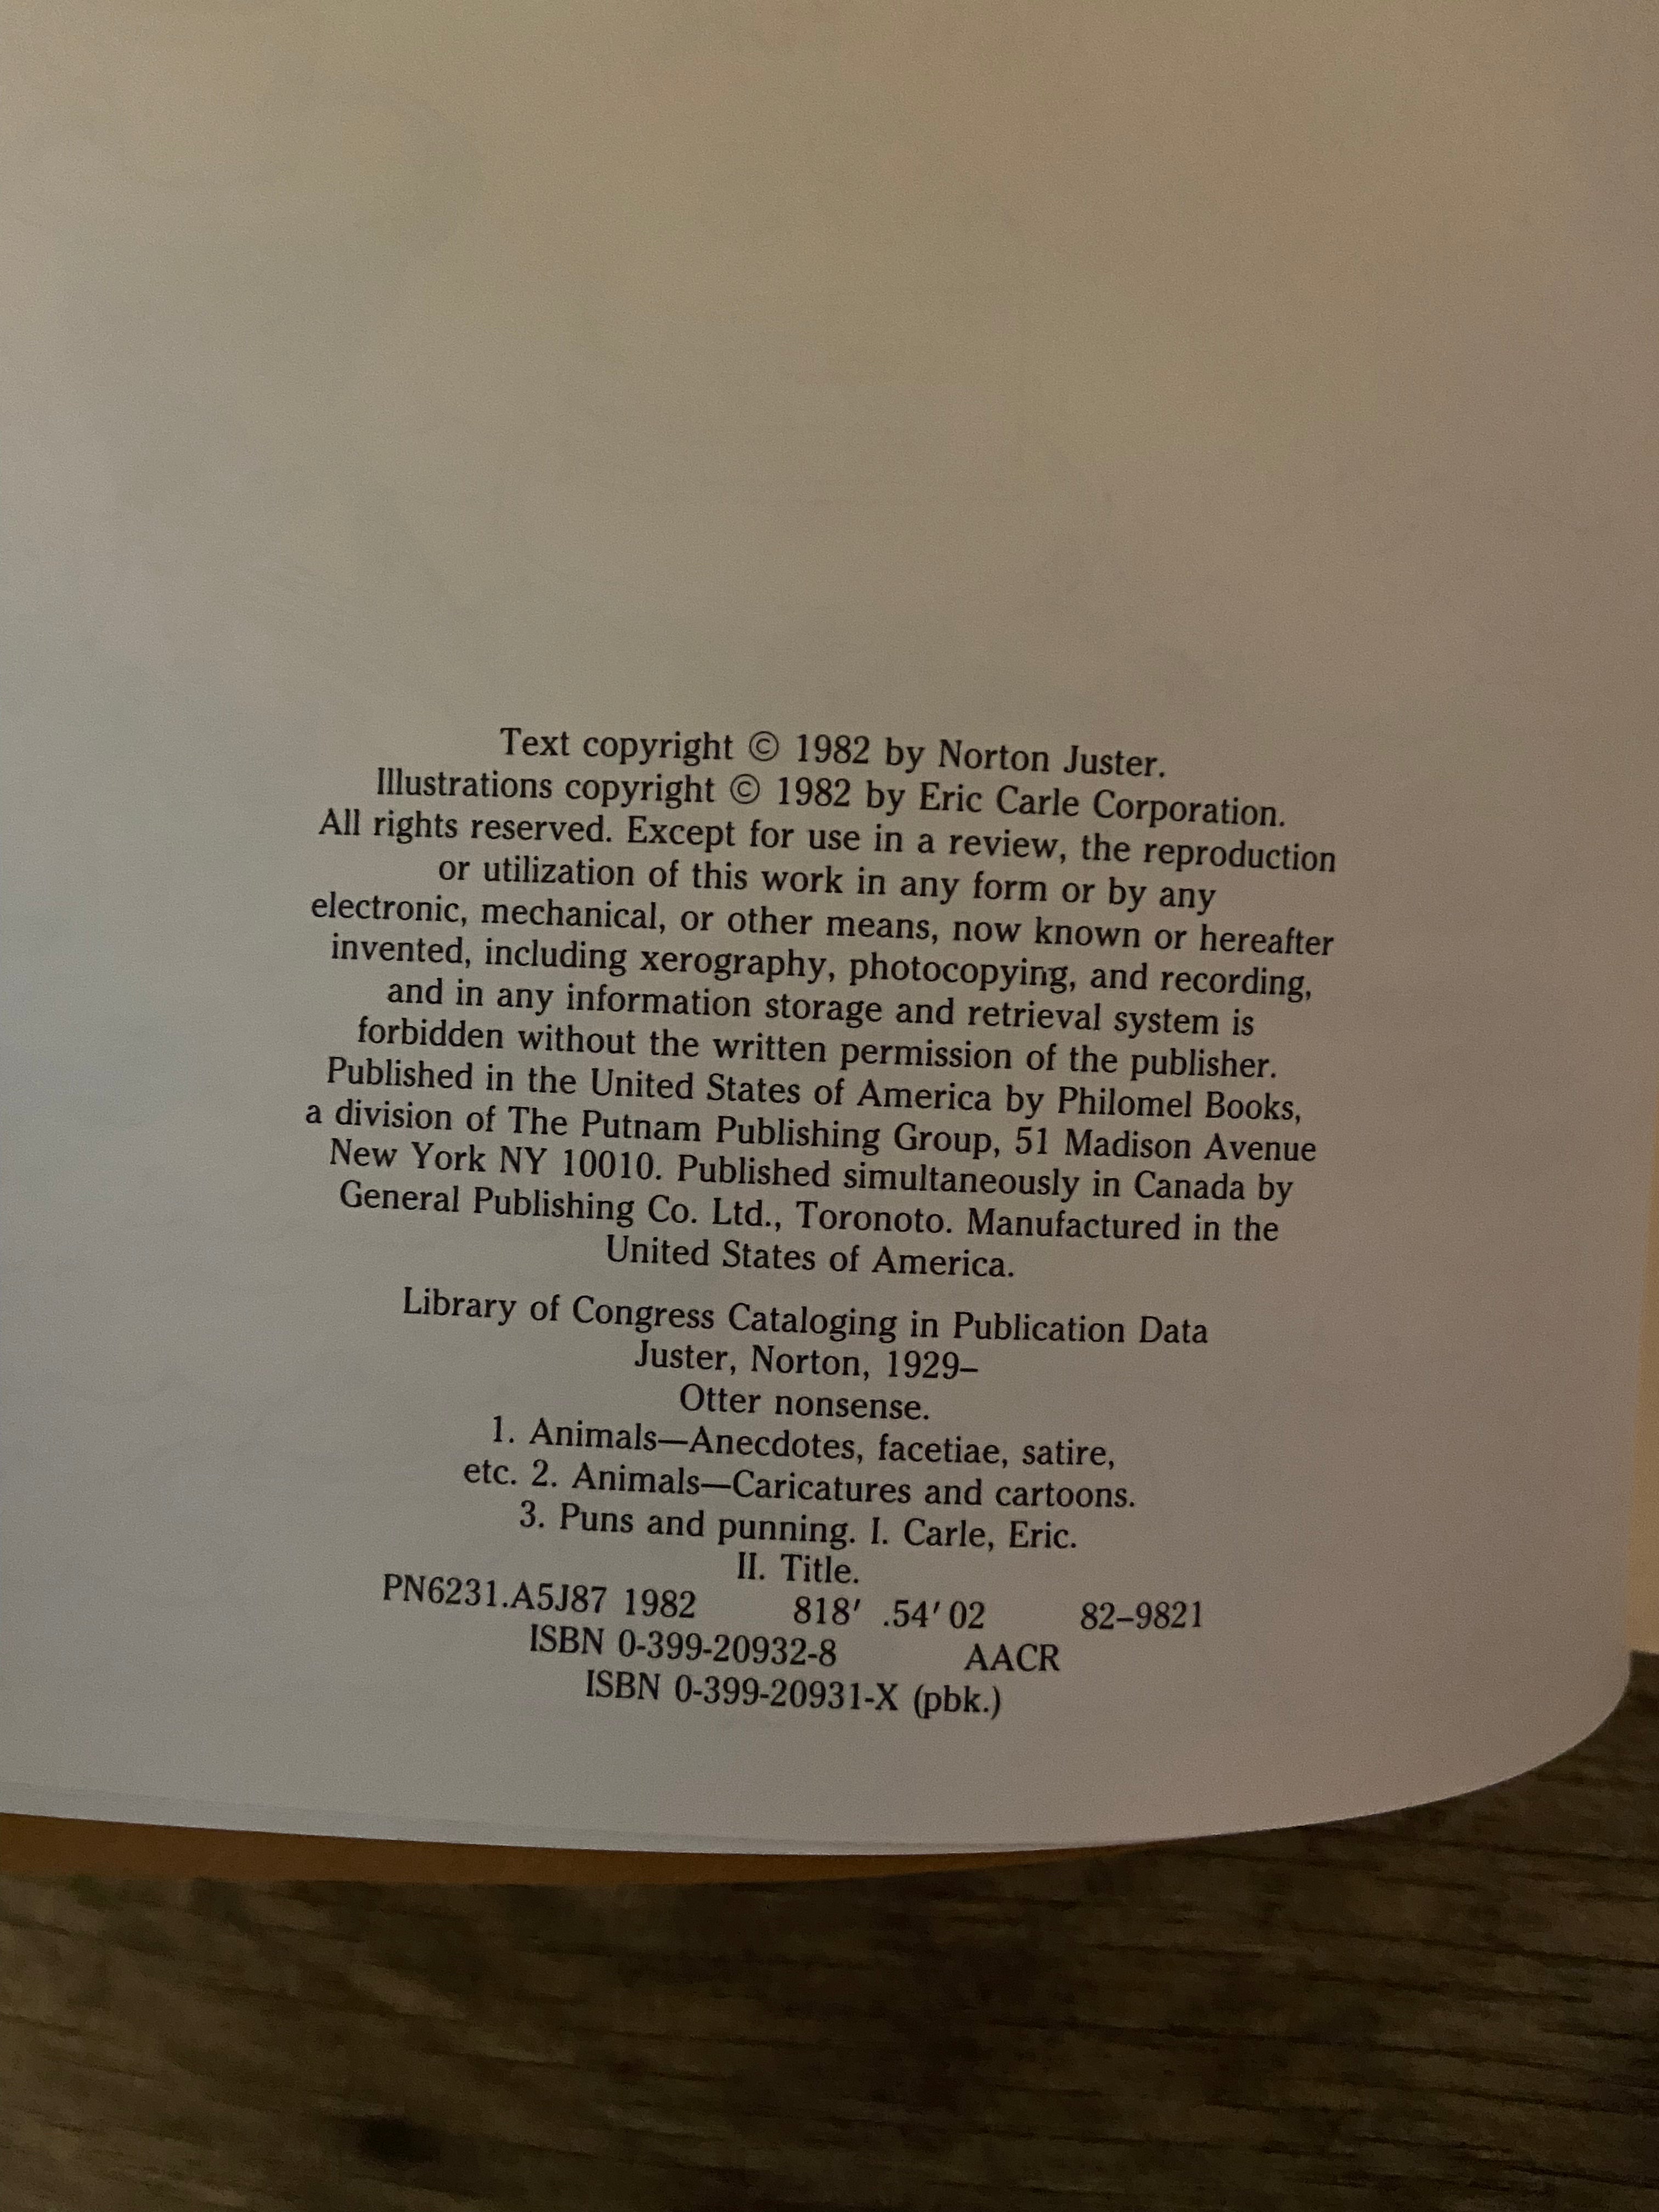 Text copyright © 1982 by Norton Juster.
Illustrations copyright © 1982 by Eric Carle Corporation.
All rights reserved. Except for use in a review, the reproduction
or utilization of this work in any form or by any
electronic, mechanical, or other means, now known or hereafter
invented, including xerography, photocopying, and recording,
and in any information storage and retrieval system is
forbidden without the written permission of the publisher.
Published in the United States of America by Philomel Books,
a division of The Putnam Publishing Group, 51 Madison Avenue
New York NY 10010. Published simultaneously in Canada by
General Publishing Co. Ltd., Toronoto. Manufactured in the
United States of America.
Library of Congress Cataloging in Publication Data
Juster, Norton, 1929–
Otter nonsense.
1. Animals—Anecdotes, facetiae, satire,
etc. 2. Animals—Caricatures and cartoons.
3. Puns and punning. I. Carle, Eric.
II. Title.
PN6231.A5J87 1982 818′ .54′02 82–9821
ISBN 0-399-20932-8 AACR
ISBN 0-399-20931-X (pbk.)